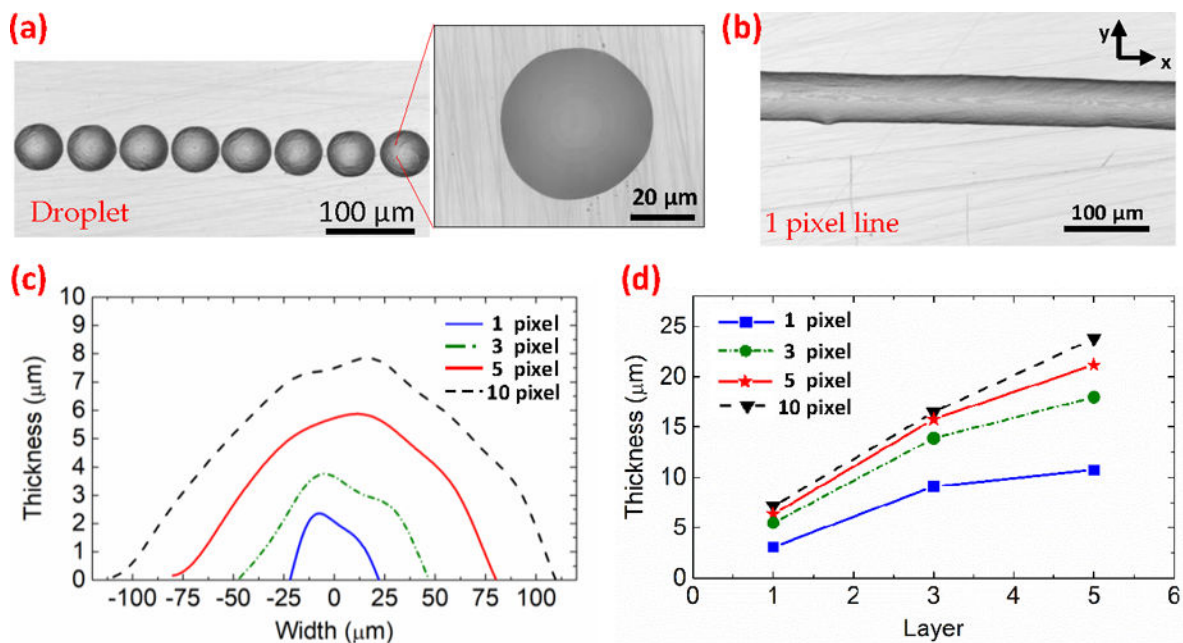 (a)
Droplet
100 µm
20 µm
(b)
y
x
1 pixel line
100 µm
(c)
Thickness (µm)
10
9
8
7
6
5
4
3
2
1
0
1 pixel
3 pixel
5 pixel
10 pixel
-100 -75 -50 -25 0 25 50 75 100
Width (µm)
(d)
Thickness (µm)
25
20
15
10
5
0
1 pixel
3 pixel
5 pixel
10 pixel
0 1 2 3 4 5 6
Layer